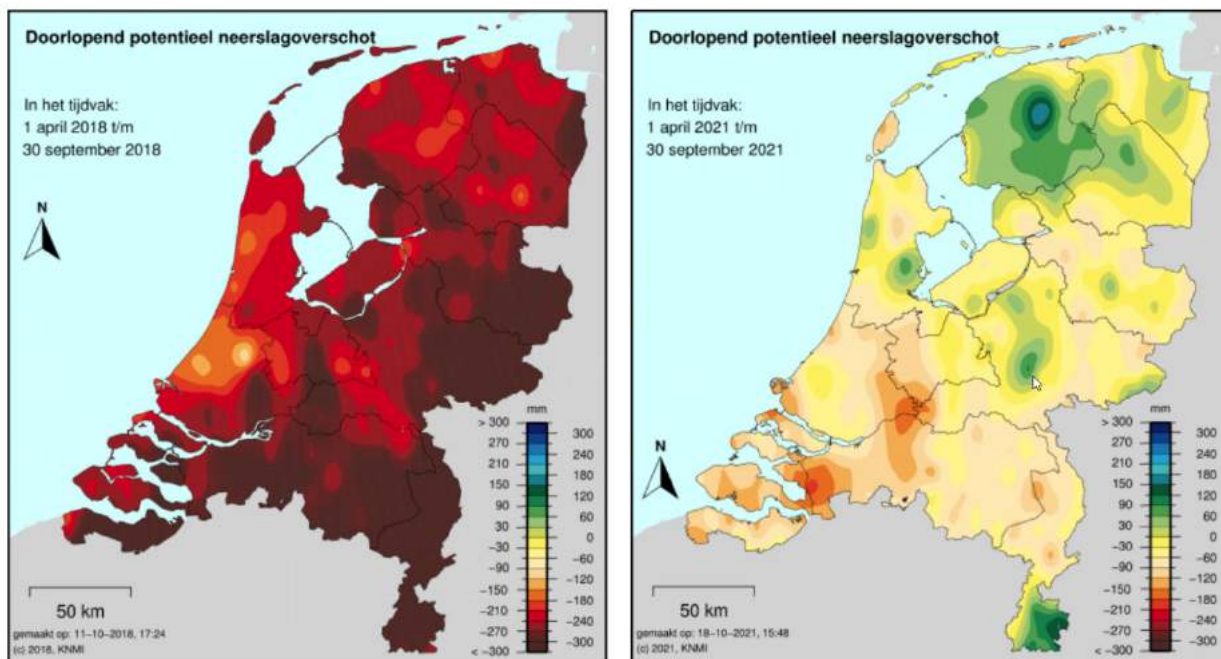 Doorlopend potentieel neerslagoverschot
In het tijdvak:
1 april 2018 t/m
30 september 2018
N
mm
> 300
270
210
150
90
30
−30
−90
−150
−210
−270
< −300
300
240
180
120
60
0
−60
−120
−180
−240
−300
50 km
gemaakt op: 11−10−2018, 17:24
(c) 2018, KNMI
Doorlopend potentieel neerslagoverschot
In het tijdvak:
1 april 2021 t/m
30 september 2021
N
mm
> 300
270
210
150
90
30
−30
−90
−150
−210
−270
< −300
300
240
180
120
60
0
−60
−120
−180
−240
−300
50 km
gemaakt op: 18−10−2021, 15:48
(c) 2021, KNMI